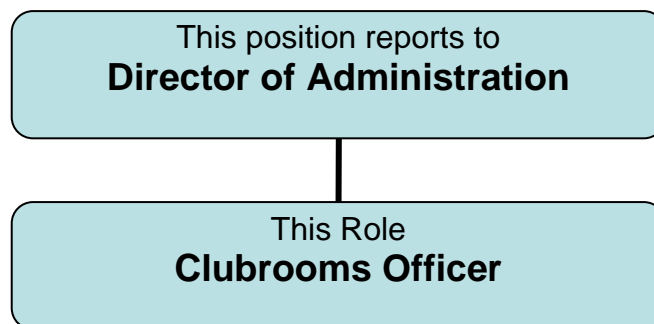 This position reports to
Director of Administration
This Role
Clubrooms Officer